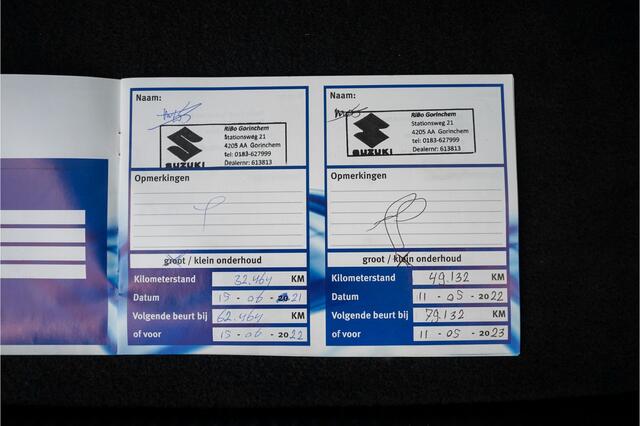 Naam:
RiBo Gorinchem
Stationsweg 21
4205 AA Gorinchem
tel: 0183-627999
Dealernr: 613813
SUZUKI
Opmerkingen
groot / klein onderhoud
Kilometerstand 32.464 KM
Datum 15 - 06 - 2021
Volgende beurt bij 62.464 KM
of voor 15 - 06 - 2022
Naam:
RiBo Gorinchem
Stationsweg 21
4205 AA Gorinchem
tel: 0183-627999
Dealernr: 613813
SUZUKI
Opmerkingen
groot / klein onderhoud
Kilometerstand 49.132 KM
Datum 11 - 05 - 2022
Volgende beurt bij 79.132 KM
of voor 11 - 05 - 2023